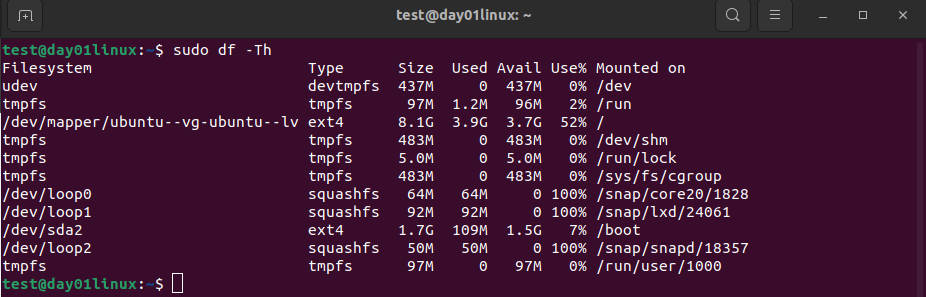 test@day01linux: ~
test@day01linux:~$ sudo df -Th
Filesystem                        Type      Size  Used Avail Use% Mounted on
udev                              devtmpfs  437M     0  437M   0% /dev
tmpfs                             tmpfs      97M  1.2M   96M   2% /run
/dev/mapper/ubuntu--vg-ubuntu--lv ext4      8.1G  3.9G  3.7G  52% /
tmpfs                             tmpfs     483M     0  483M   0% /dev/shm
tmpfs                             tmpfs     5.0M     0  5.0M   0% /run/lock
tmpfs                             tmpfs     483M     0  483M   0% /sys/fs/cgroup
/dev/loop0                        squashfs   64M   64M     0 100% /snap/core20/1828
/dev/loop1                        squashfs   92M   92M     0 100% /snap/lxd/24061
/dev/sda2                         ext4      1.7G  109M  1.5G   7% /boot
/dev/loop2                        squashfs   50M   50M     0 100% /snap/snapd/18357
tmpfs                             tmpfs      97M     0   97M   0% /run/user/1000
test@day01linux:~$